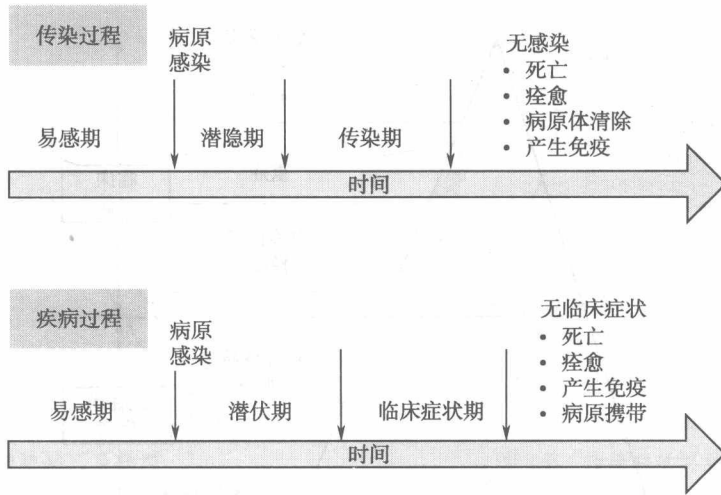 传染过程
病原
感染
无感染
• 死亡
• 痊愈
• 病原体清除
• 产生免疫
易感期
潜隐期
传染期
时间
疾病过程
病原
感染
无临床症状
• 死亡
• 痊愈
• 产生免疫
• 病原携带
易感期
潜伏期
临床症状期
时间